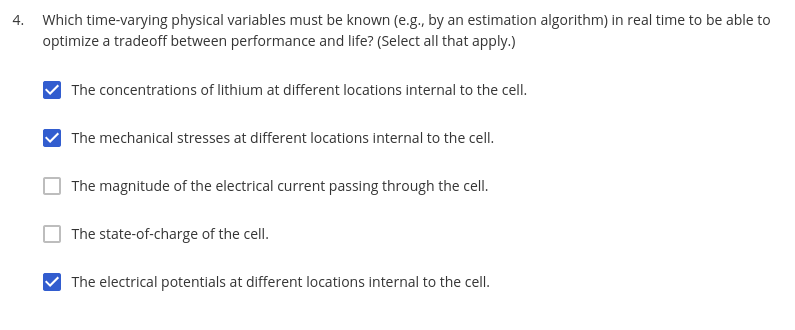 4. Which time-varying physical variables must be known (e.g., by an estimation algorithm) in real time to be able to
optimize a tradeoff between performance and life? (Select all that apply.)
The concentrations of lithium at different locations internal to the cell.
The mechanical stresses at different locations internal to the cell.
The magnitude of the electrical current passing through the cell.
The state-of-charge of the cell.
The electrical potentials at different locations internal to the cell.